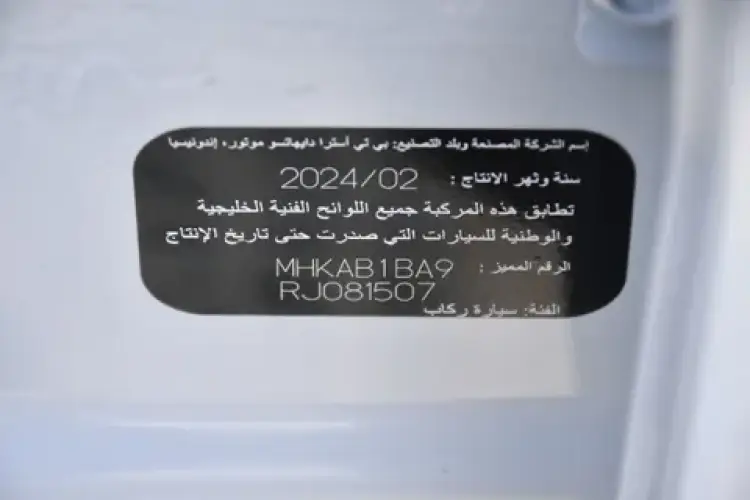 إسم الشركة المصنعة وبلد التصنيع: بي تي أسترا دايهاتسو موتور، إندونيسيا
سنة وشهر الانتاج : 2024/02
تطابق هذه المركبة جميع اللوائح الفنية الخليجية
والوطنية للسيارات التي صدرت حتى تاريخ الإنتاج
الرقم المميز : MHKAB1BA9
RJ081507
الفئة: سيارة ركاب